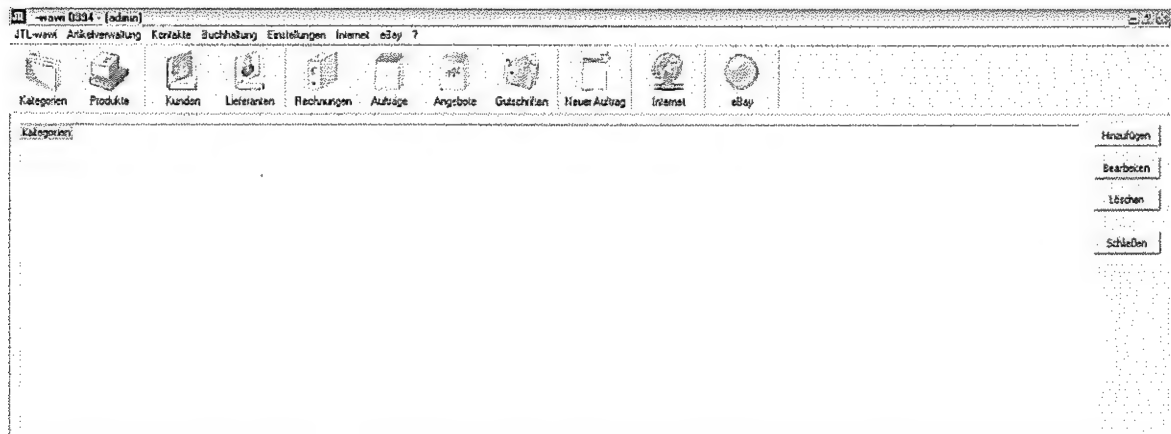 JTL -wawi 0994 - [admin]
JTL-wawi Artikelverwaltung Kontakte Buchhaltung Einstellungen Internet eBay ?
Kategorien Produkte Kunden Lieferanten Rechnungen Aufträge Angebote Gutschriften Neuer Auftrag Internet eBay
Kategorien
Hinzufügen
Bearbeiten
Löschen
Schließen